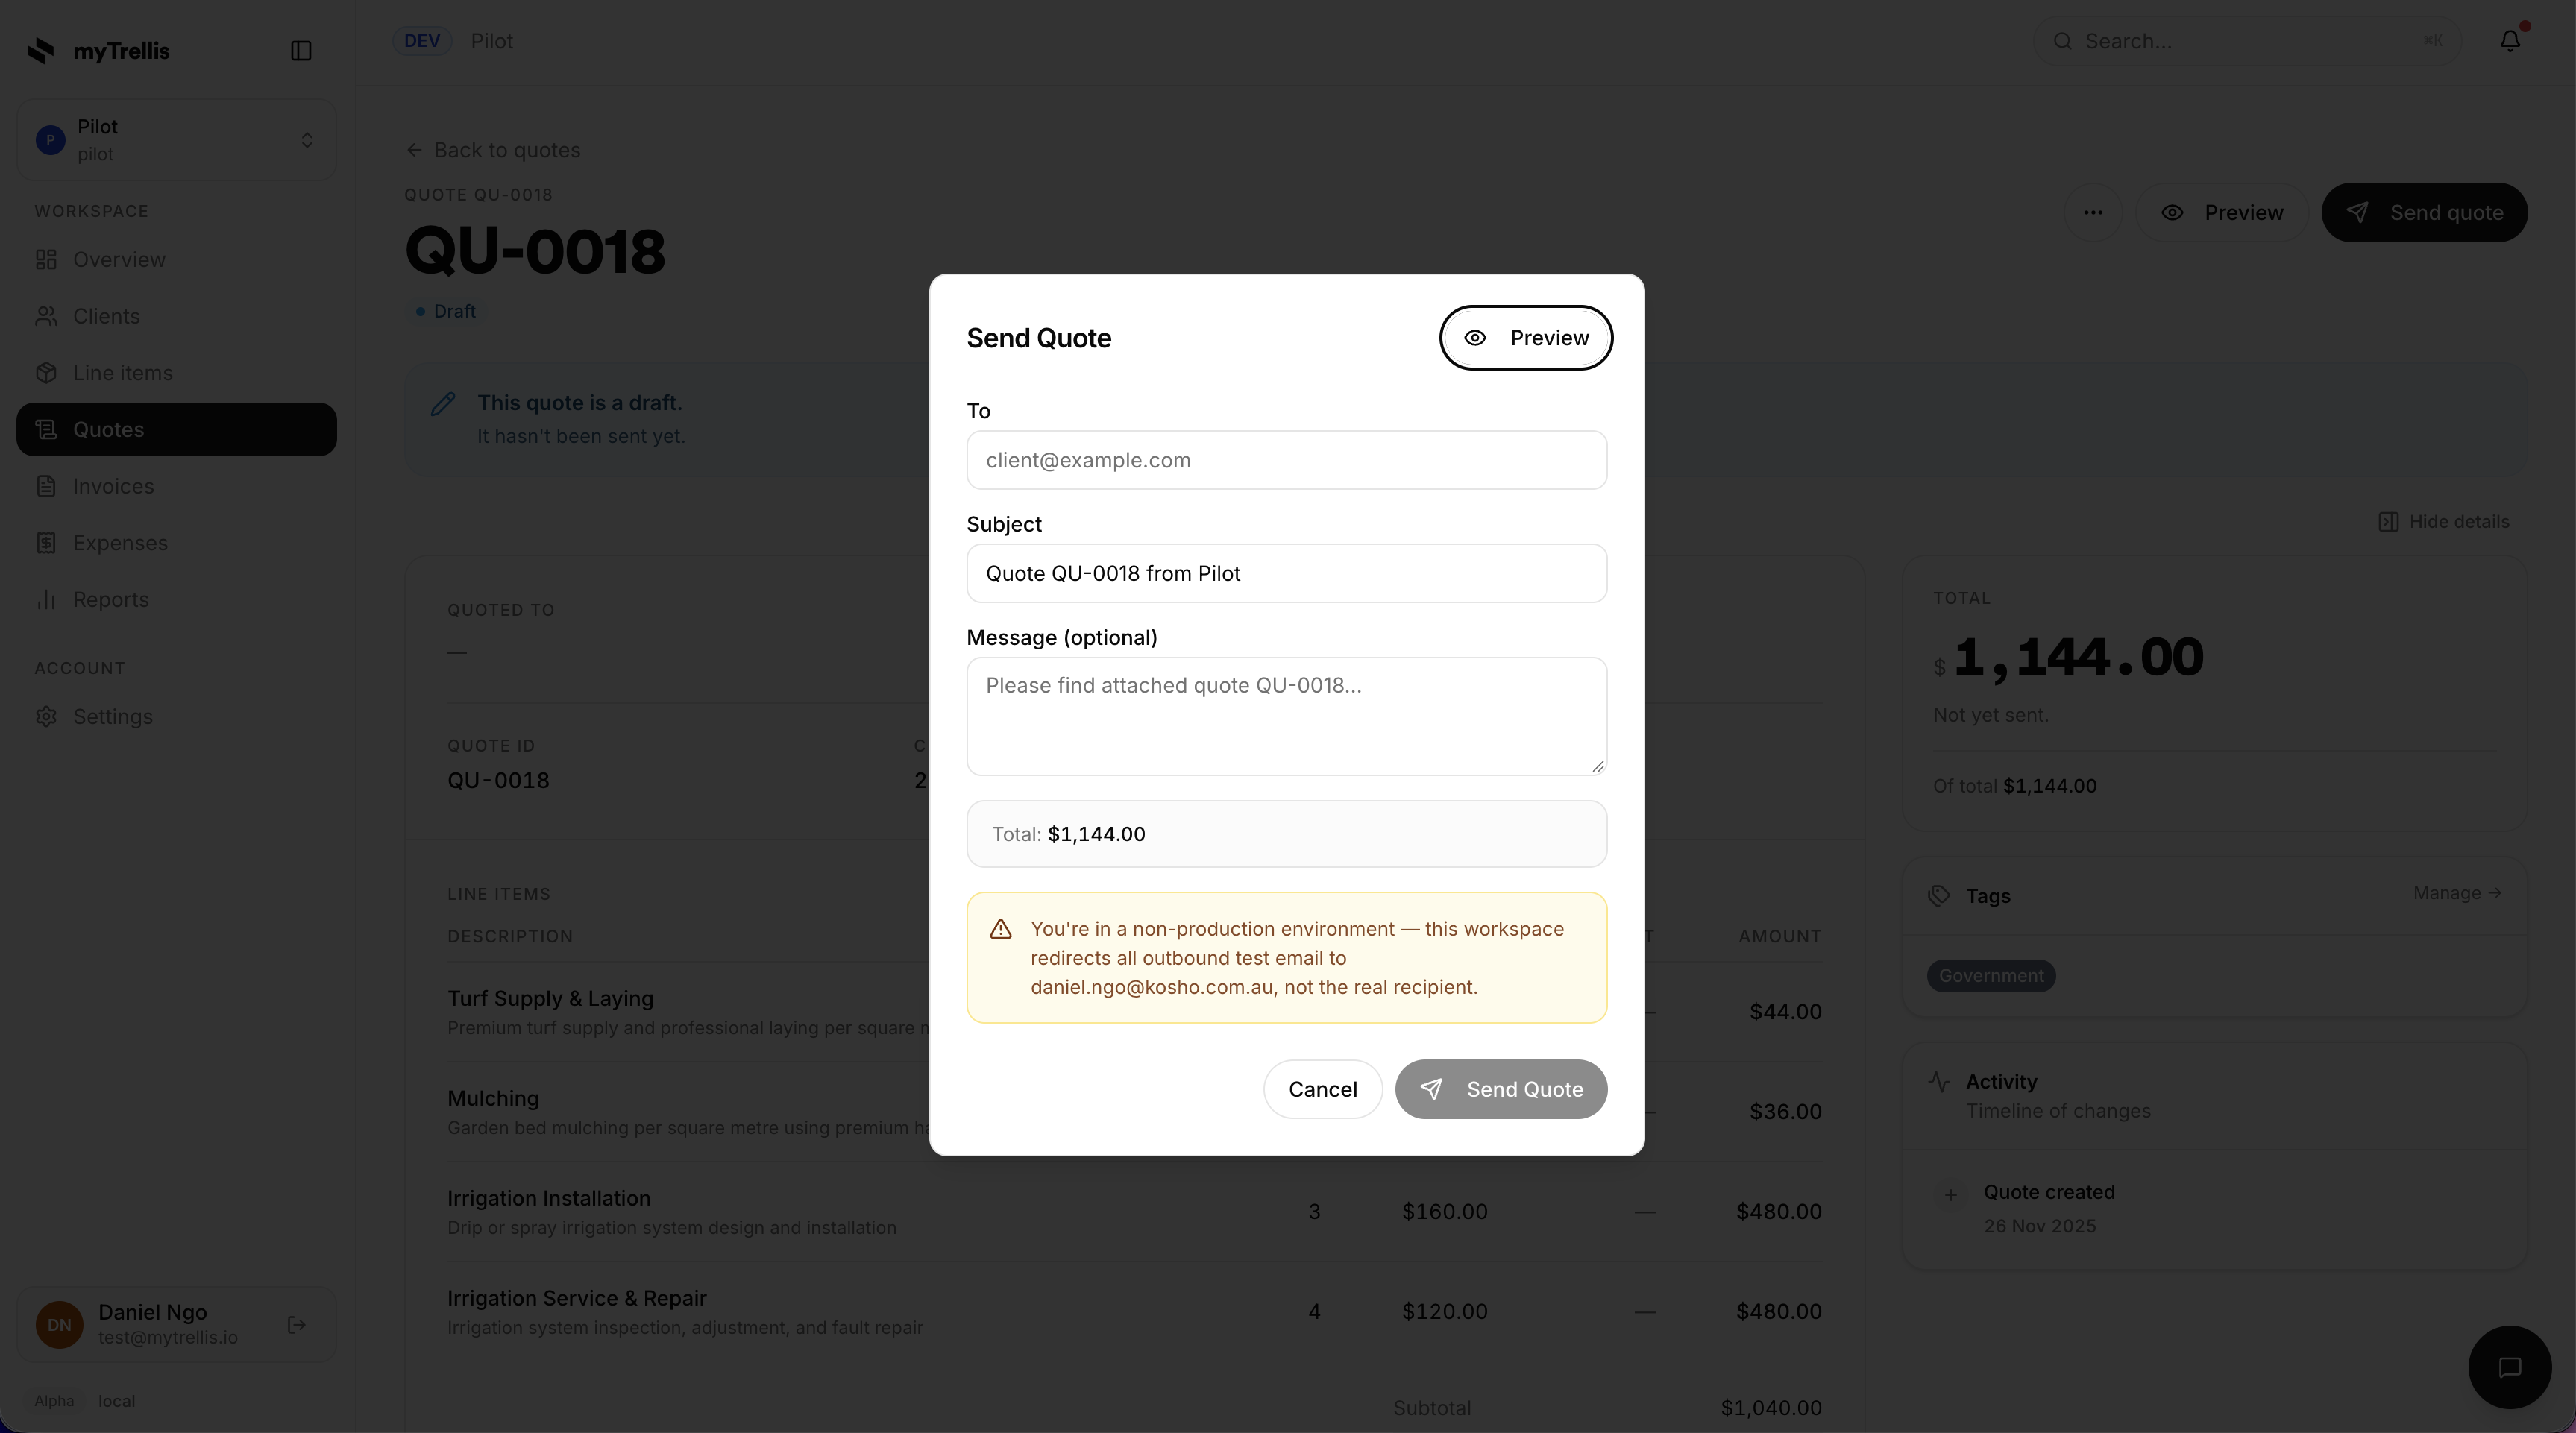 myTrellis
DEV
Pilot
Search...
⌘K
P
Pilot
pilot
WORKSPACE
Overview
Clients
Line items
Quotes
Invoices
Expenses
Reports
ACCOUNT
Settings
DN
Daniel Ngo
test@mytrellis.io
Alpha
local
Back to quotes
QUOTE QU-0018
QU-0018
Draft
Preview
Send quote
This quote is a draft.
It hasn't been sent yet.
Hide details
QUOTED TO
—
QUOTE ID
QU-0018
LINE ITEMS
DESCRIPTION
AMOUNT
Turf Supply & Laying
Premium turf supply and professional laying per square
$44.00
Mulching
Garden bed mulching per square metre using premium
$36.00
Irrigation Installation
Drip or spray irrigation system design and installation
3
$160.00
—
$480.00
Irrigation Service & Repair
Irrigation system inspection, adjustment, and fault repair
4
$120.00
—
$480.00
Subtotal
$1,040.00
Send Quote
Preview
To
client@example.com
Subject
Quote QU-0018 from Pilot
Message (optional)
Please find attached quote QU-0018...
Total: $1,144.00
You're in a non-production environment — this workspace
redirects all outbound test email to
daniel.ngo@kosho.com.au, not the real recipient.
Cancel
Send Quote
TOTAL
$ 1,144.00
Not yet sent.
Of total $1,144.00
Tags
Manage →
Government
Activity
Timeline of changes
Quote created
26 Nov 2025